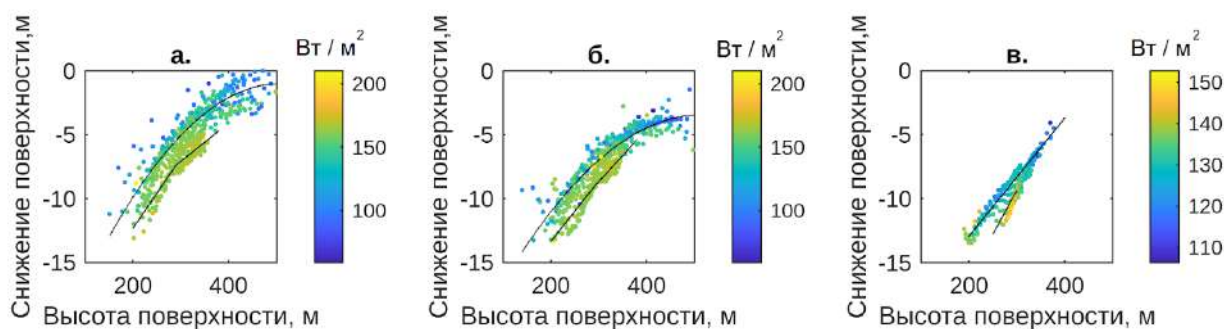 Снижение поверхности,м
а.
Вт / м²
0
-5
-10
-15
200
400
Высота поверхности, м
200
150
100
Снижение поверхности,м
б.
Вт / м²
0
-5
-10
-15
200
400
Высота поверхности, м
200
150
100
Снижение поверхности,м
в.
Вт / м²
0
-5
-10
-15
200
400
Высота поверхности, м
150
140
130
120
110